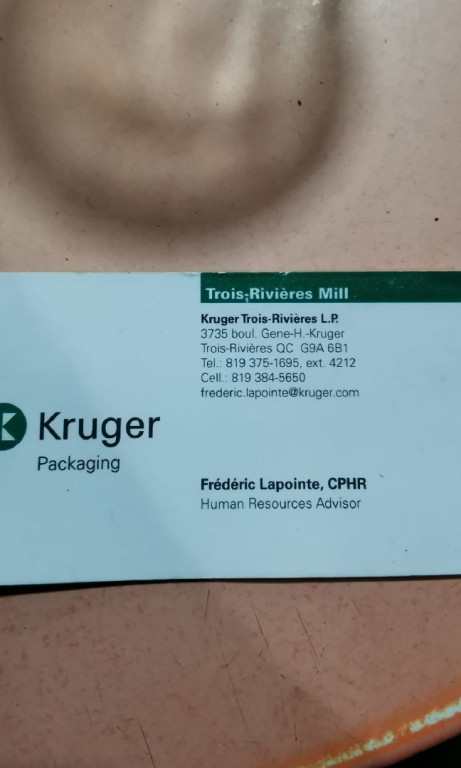 Trois-Rivières Mill
Kruger Trois-Rivières L.P.
3735 boul. Gene-H.-Kruger
Trois-Rivières QC G9A 6B1
Tel.: 819 375-1695, ext. 4212
Cell.: 819 384-5650
frederic.lapointe@kruger.com
K Kruger
Packaging
Frédéric Lapointe, CPHR
Human Resources Advisor